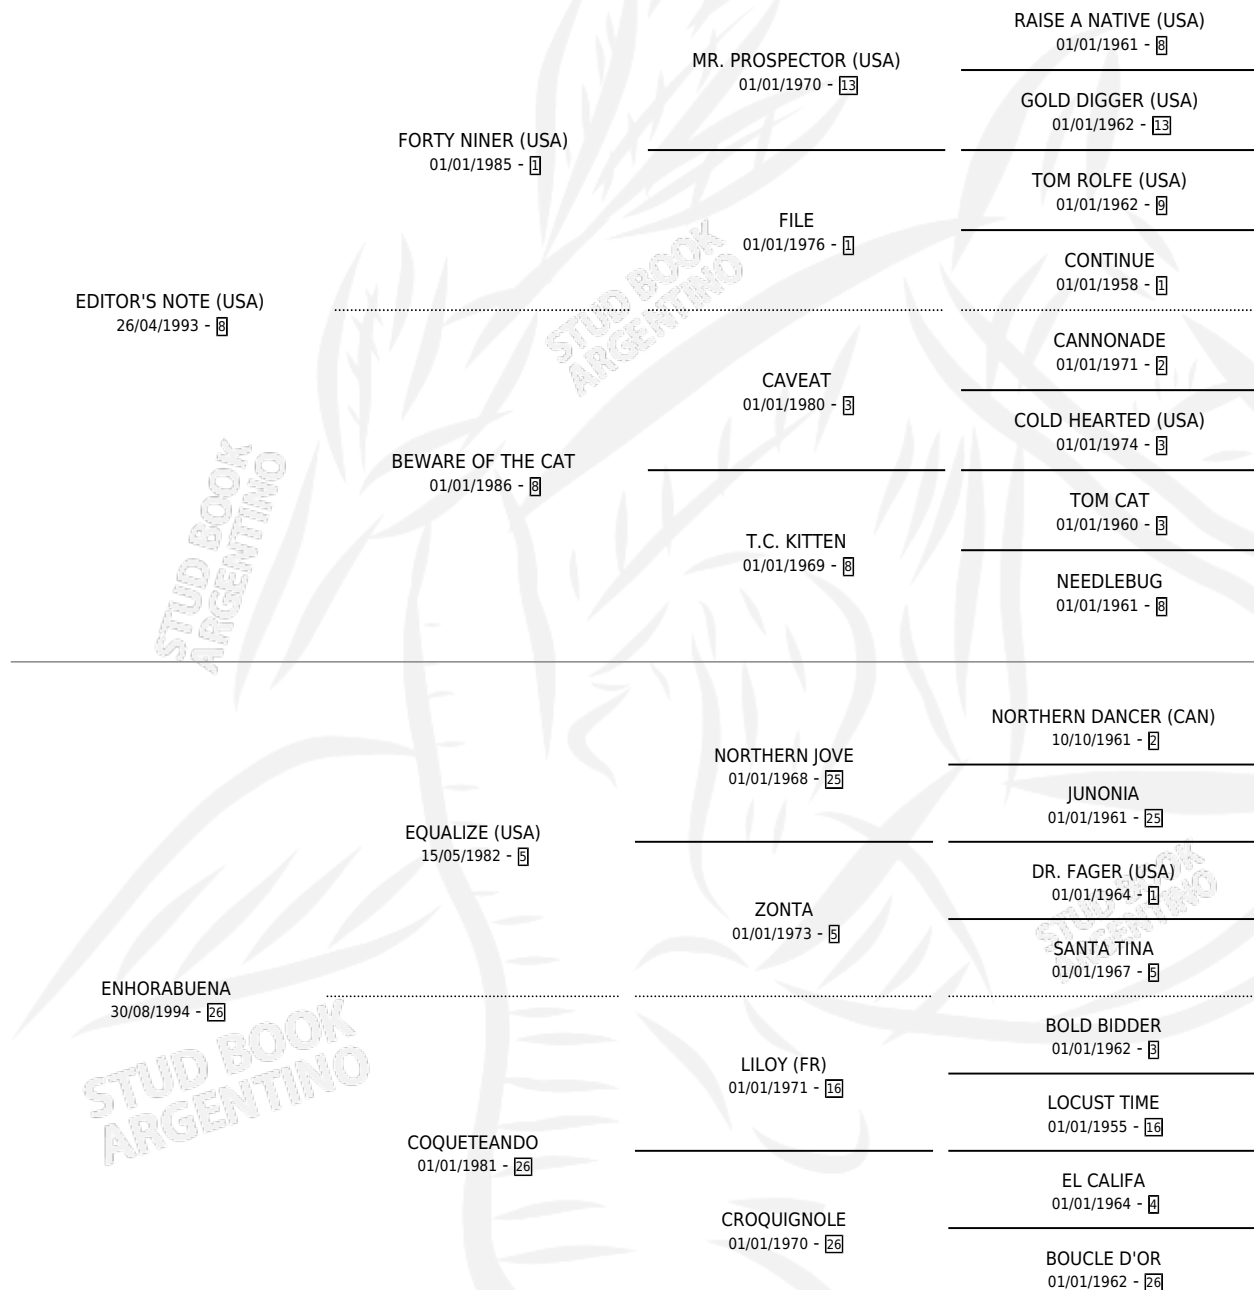 RAISE A NATIVE (USA)
01/01/1961 - 8
MR. PROSPECTOR (USA)
01/01/1970 - 13
GOLD DIGGER (USA)
01/01/1962 - 13
FORTY NINER (USA)
01/01/1985 - 1
TOM ROLFE (USA)
01/01/1962 - 9
FILE
01/01/1976 - 1
CONTINUE
01/01/1958 - 1
EDITOR'S NOTE (USA)
26/04/1993 - 8
CANNONADE
01/01/1971 - 2
CAVEAT
01/01/1980 - 3
COLD HEARTED (USA)
01/01/1974 - 3
BEWARE OF THE CAT
01/01/1986 - 8
TOM CAT
01/01/1960 - 3
T.C. KITTEN
01/01/1969 - 8
NEEDLEBUG
01/01/1961 - 8
NORTHERN DANCER (CAN)
10/10/1961 - 2
NORTHERN JOVE
01/01/1968 - 25
JUNONIA
01/01/1961 - 25
EQUALIZE (USA)
15/05/1982 - 5
DR. FAGER (USA)
01/01/1964 - 1
ZONTA
01/01/1973 - 5
SANTA TINA
01/01/1967 - 5
ENHORABUENA
30/08/1994 - 26
BOLD BIDDER
01/01/1962 - 3
LILOY (FR)
01/01/1971 - 16
LOCUST TIME
01/01/1955 - 16
COQUETEANDO
01/01/1981 - 26
EL CALIFA
01/01/1964 - 4
CROQUIGNOLE
01/01/1970 - 26
BOUCLE D'OR
01/01/1962 - 26
STUD BOOK
ARGENTINO
STUD BOOK
ARGENTINO
STUD BOOK
ARGENTINO
STUD BOOK
ARGENTINO